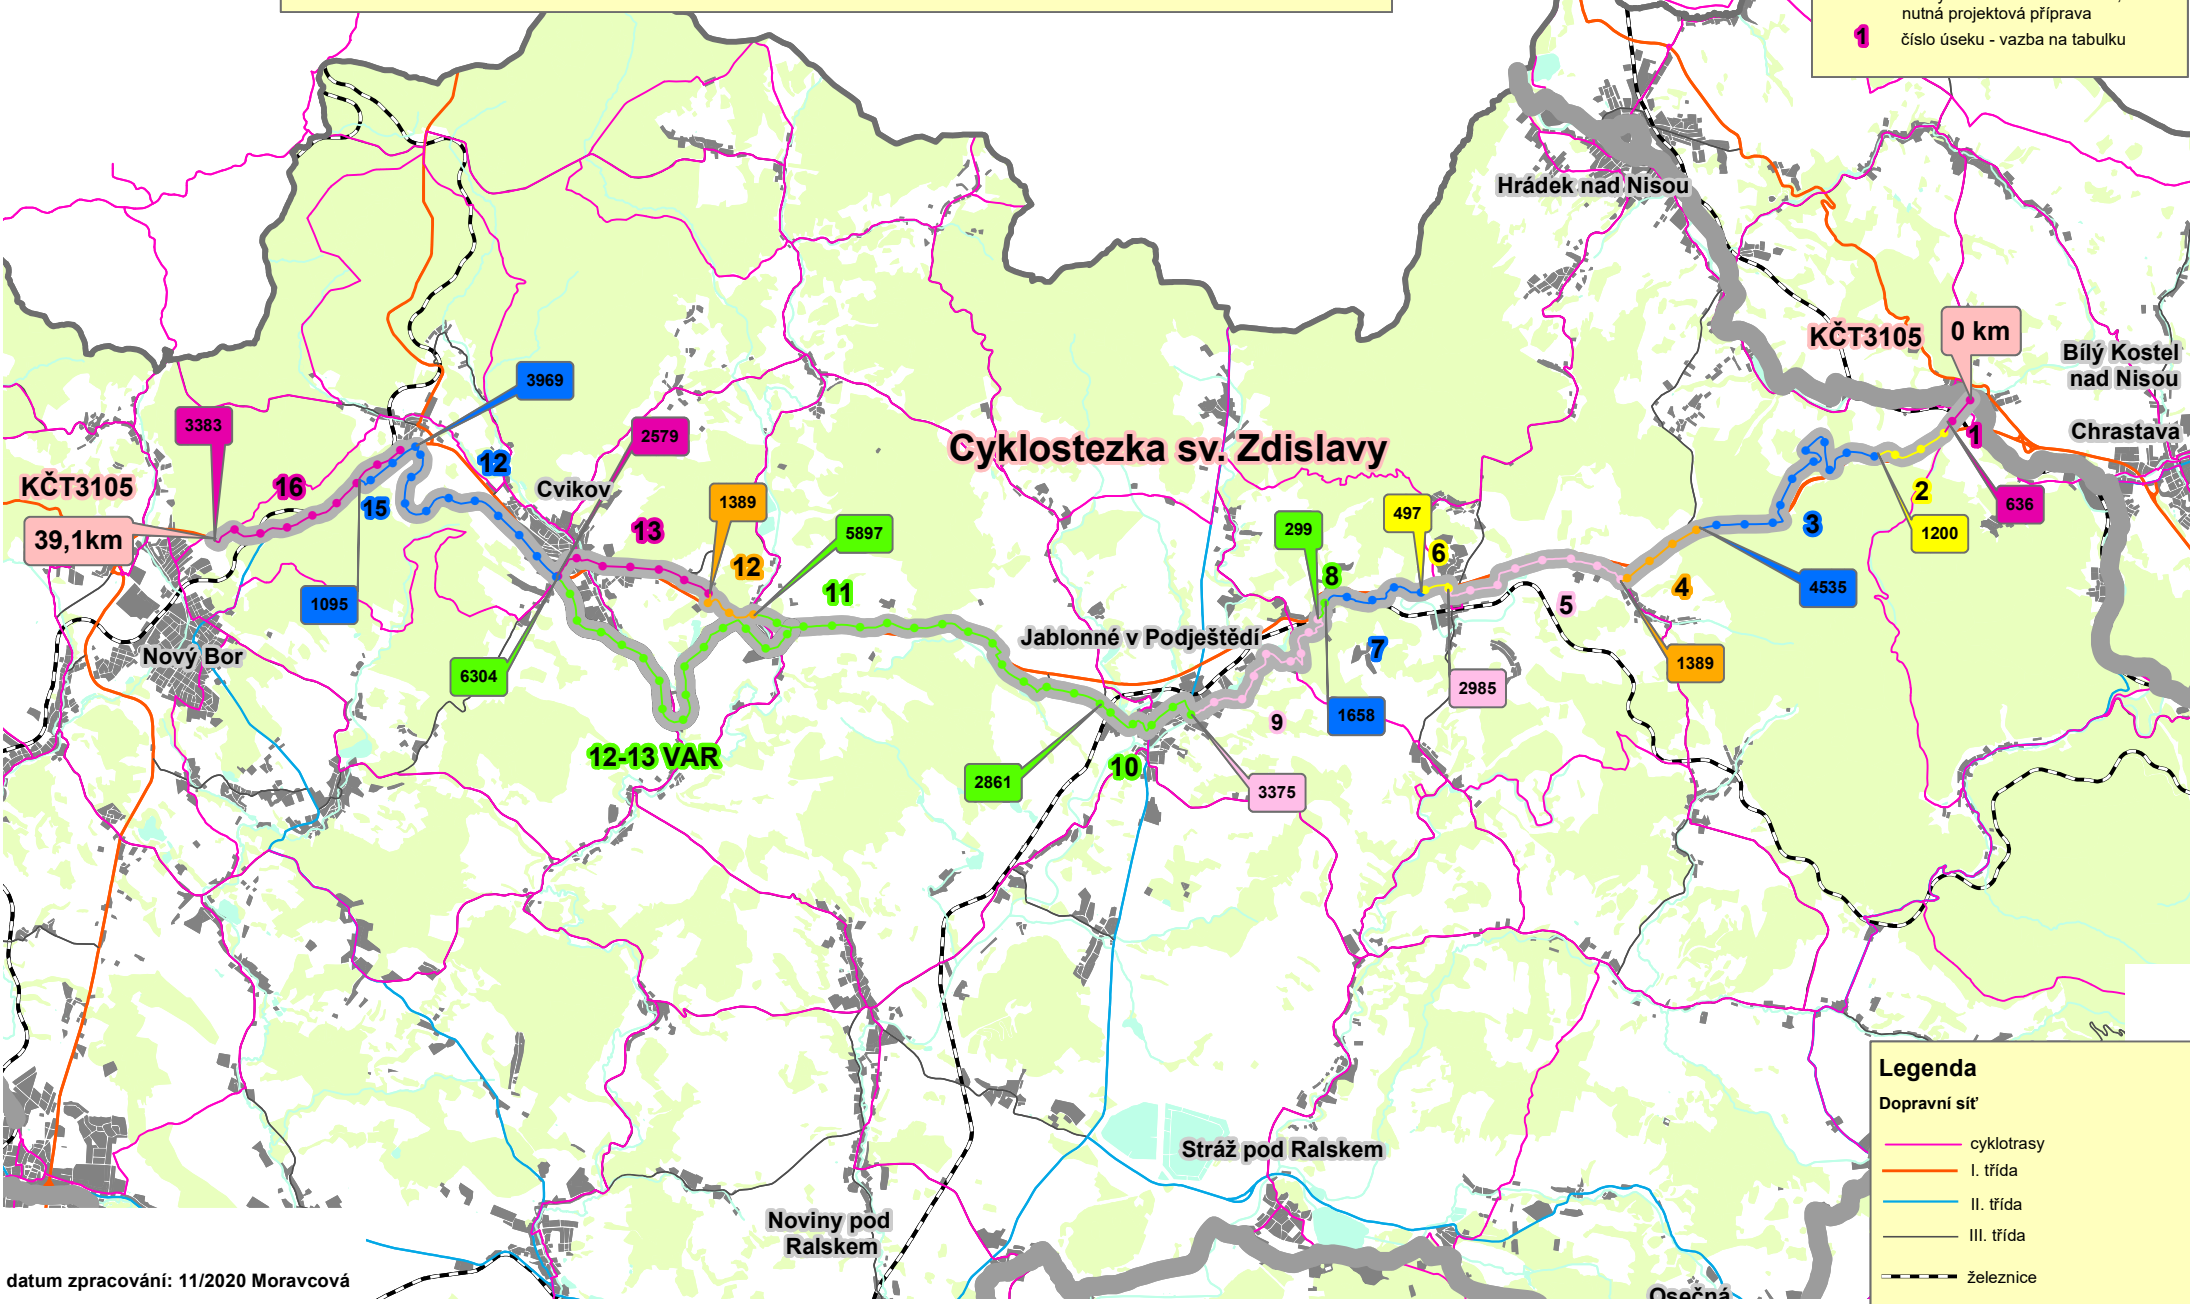 nutná projektová příprava
1 číslo úseku - vazba na tabulku
Hrádek nad Nisou
KČT3105
0 km
Bílý Kostel
nad Nisou
Chrastava
3969
3383
2579
12
Cyklostezka sv. Zdislavy
1
KČT3105
16
Cvikov
15
13
1389
5897
299
497
2
636
39,1km
12
6
3
1200
1095
11
8
4
4535
5
Jablonné v Podještědí
7
Nový Bor
6304
1389
2985
9
1658
12-13 VAR
10
2861
3375
Legenda
Dopravní síť
cyklotrasy
I. třída
II. třída
III. třída
železnice
Stráž pod Ralskem
Noviny pod
Ralskem
datum zpracování: 11/2020 Moravcová
Osečná